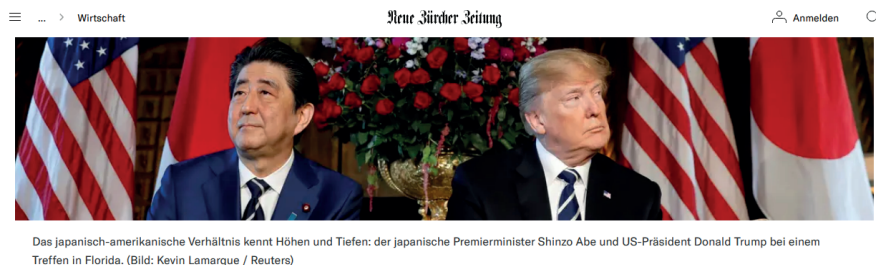 ... > Wirtschaft Neue Zürcher Zeitung Anmelden
Das japanisch-amerikanische Verhältnis kennt Höhen und Tiefen: der japanische Premierminister Shinzo Abe und US-Präsident Donald Trump bei einem
Treffen in Florida. (Bild: Kevin Lamarque / Reuters)